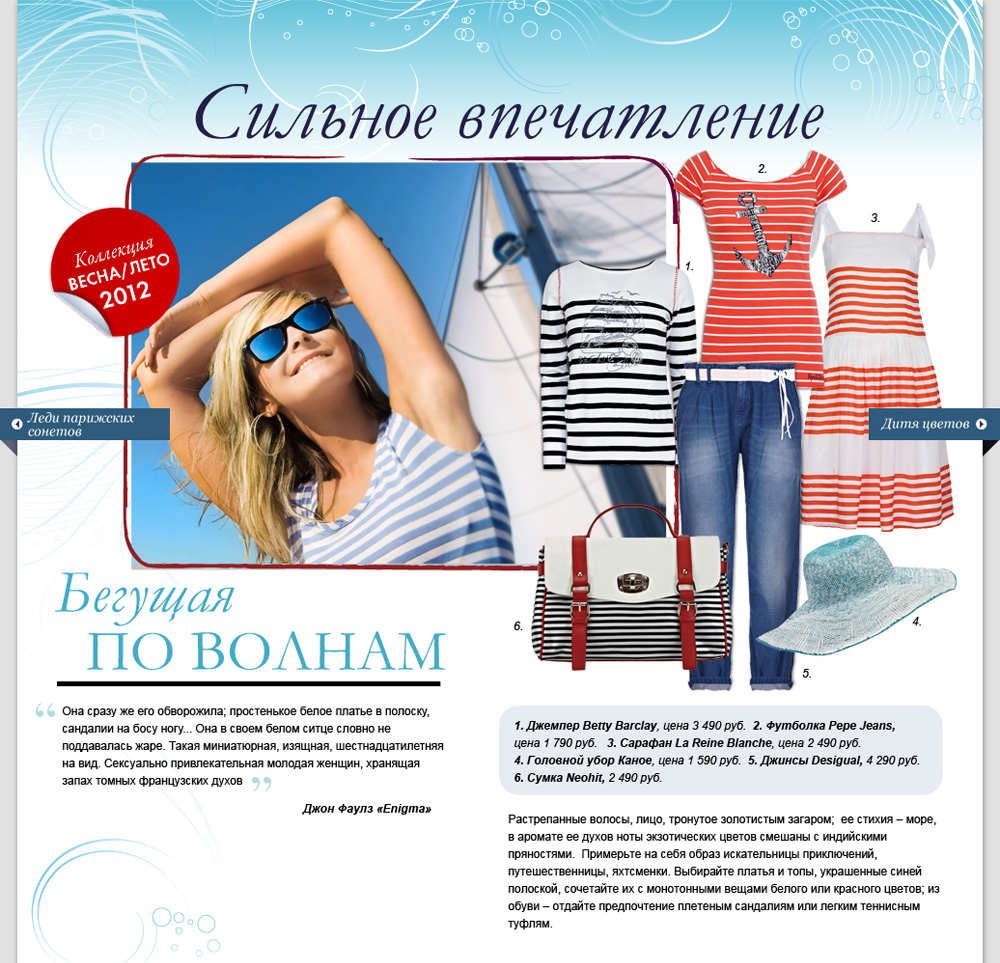 Сильное впечатление
Коллекция
ВЕСНА/ЛЕТО
2012
1.
2.
3.
Леди парижских
сонетов
Дитя цветов
6.
4.
5.
Бегущая
ПО ВОЛНАМ
“ Она сразу же его обворожила; простенькое белое платье в полоску,
сандалии на босу ногу... Она в своем белом ситце словно не
поддавалась жаре. Такая миниатюрная, изящная, шестнадцатилетняя
на вид. Сексуально привлекательная молодая женщин, хранящая
запах томных французских духов ”
Джон Фаулз «Enigma»
1. Джемпер Betty Barclay, цена 3 490 руб. 2. Футболка Pepe Jeans,
цена 1 790 руб. 3. Сарафан La Reine Blanche, цена 2 490 руб.
4. Головной убор Каное, цена 1 590 руб. 5. Джинсы Desigual, 4 290 руб.
6. Сумка Neohit, 2 490 руб.
Растрепанные волосы, лицо, тронутое золотистым загаром; ее стихия – море,
в аромате ее духов ноты экзотических цветов смешаны с индийскими
пряностями. Примерьте на себя образ искательницы приключений,
путешественницы, яхтсменки. Выбирайте платья и топы, украшенные синей
полоской, сочетайте их с монотонными вещами белого или красного цветов; из
обуви – отдайте предпочтение плетеным сандалиям или легким теннисным
туфлям.